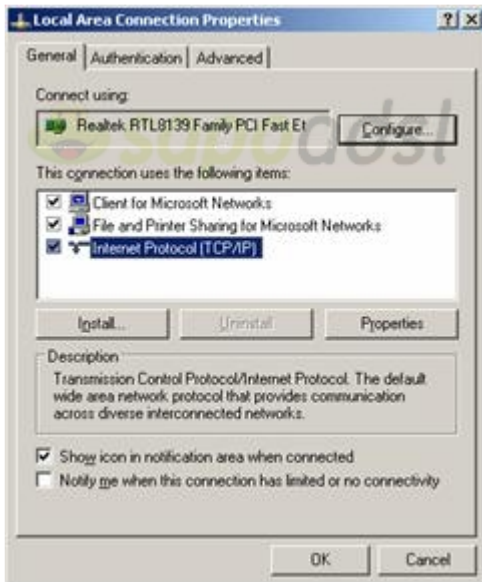 Local Area Connection Properties
General Authentication Advanced
Connect using:
Realtek RTL8139 Family PCI Fast Et
Configure...
This connection uses the following items:
Client for Microsoft Networks
File and Printer Sharing for Microsoft Networks
Internet Protocol (TCP/IP)
Install... Uninstall Properties
Description
Transmission Control Protocol/Internet Protocol. The default
wide area network protocol that provides communication
across diverse interconnected networks.
Show icon in notification area when connected
Notify me when this connection has limited or no connectivity
OK Cancel